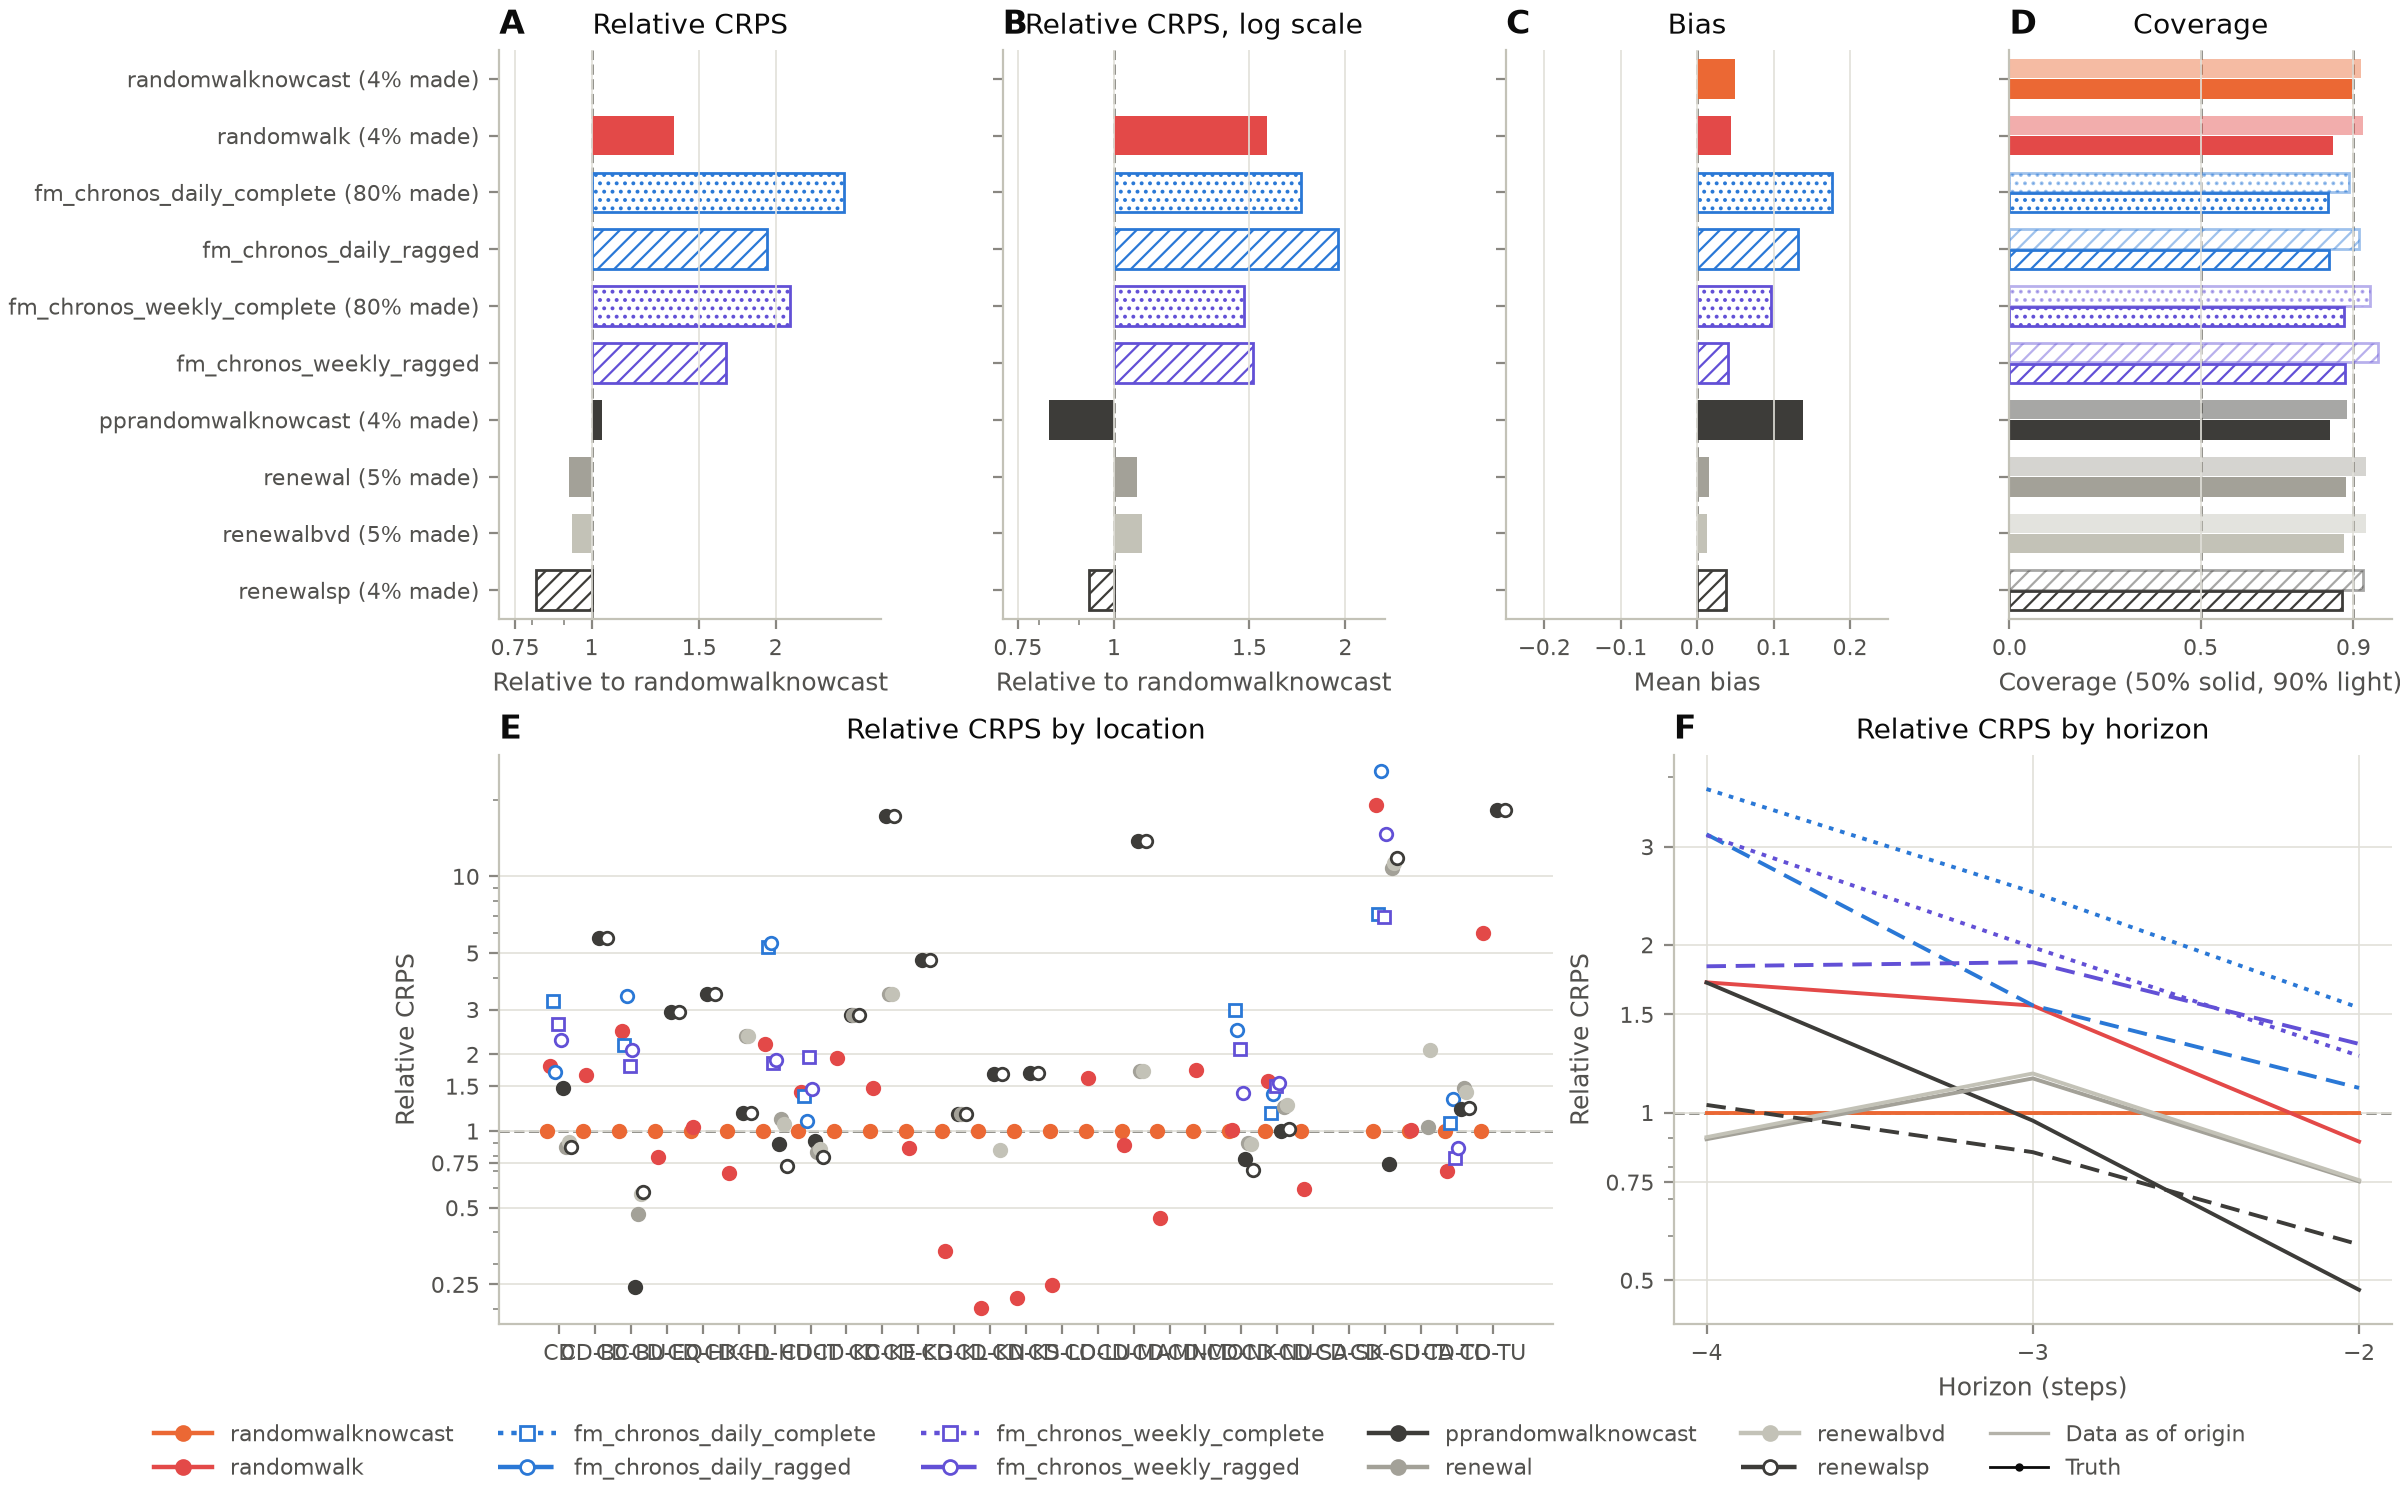 A Relative CRPS
B Relative CRPS, log scale
C Bias
D Coverage
randomwalknowcast (4% made)
randomwalk (4% made)
fm_chronos_daily_complete (80% made)
fm_chronos_daily_ragged
fm_chronos_weekly_complete (80% made)
fm_chronos_weekly_ragged
pprandomwalknowcast (4% made)
renewal (5% made)
renewalbvd (5% made)
renewalsp (4% made)
0.75 1 1.5 2
0.75 1 1.5 2
−0.2 −0.1 0.0 0.1 0.2
0.0 0.5 0.9
Relative to randomwalknowcast
Relative to randomwalknowcast
Mean bias
Coverage (50% solid, 90% light)
E Relative CRPS by location
Relative CRPS
10
5
3
2
1.5
1
0.75
0.5
0.25
F Relative CRPS by horizon
Relative CRPS
3
2
1.5
1
0.75
0.5
−4 −3 −2
Horizon (steps)
randomwalknowcast
randomwalk
fm_chronos_daily_complete
fm_chronos_daily_ragged
fm_chronos_weekly_complete
fm_chronos_weekly_ragged
pprandomwalknowcast
renewal
renewalbvd
renewalsp
Data as of origin
Truth